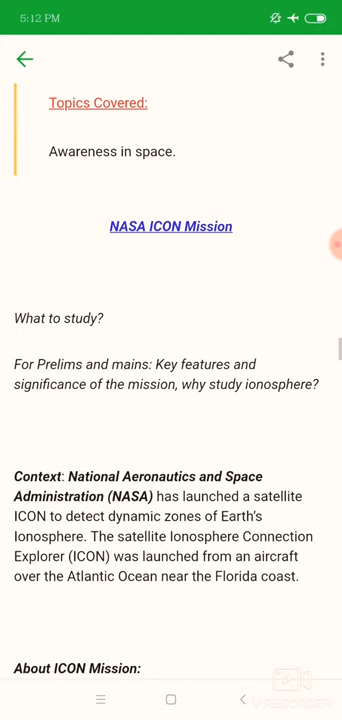 5:12 PM
Topics Covered:
Awareness in space.
NASA ICON Mission
What to study?
For Prelims and mains: Key features and
significance of the mission, why study ionosphere?
Context: National Aeronautics and Space
Administration (NASA) has launched a satellite
ICON to detect dynamic zones of Earth's
Ionosphere. The satellite Ionosphere Connection
Explorer (ICON) was launched from an aircraft
over the Atlantic Ocean near the Florida coast.
About ICON Mission:
V RECORDER